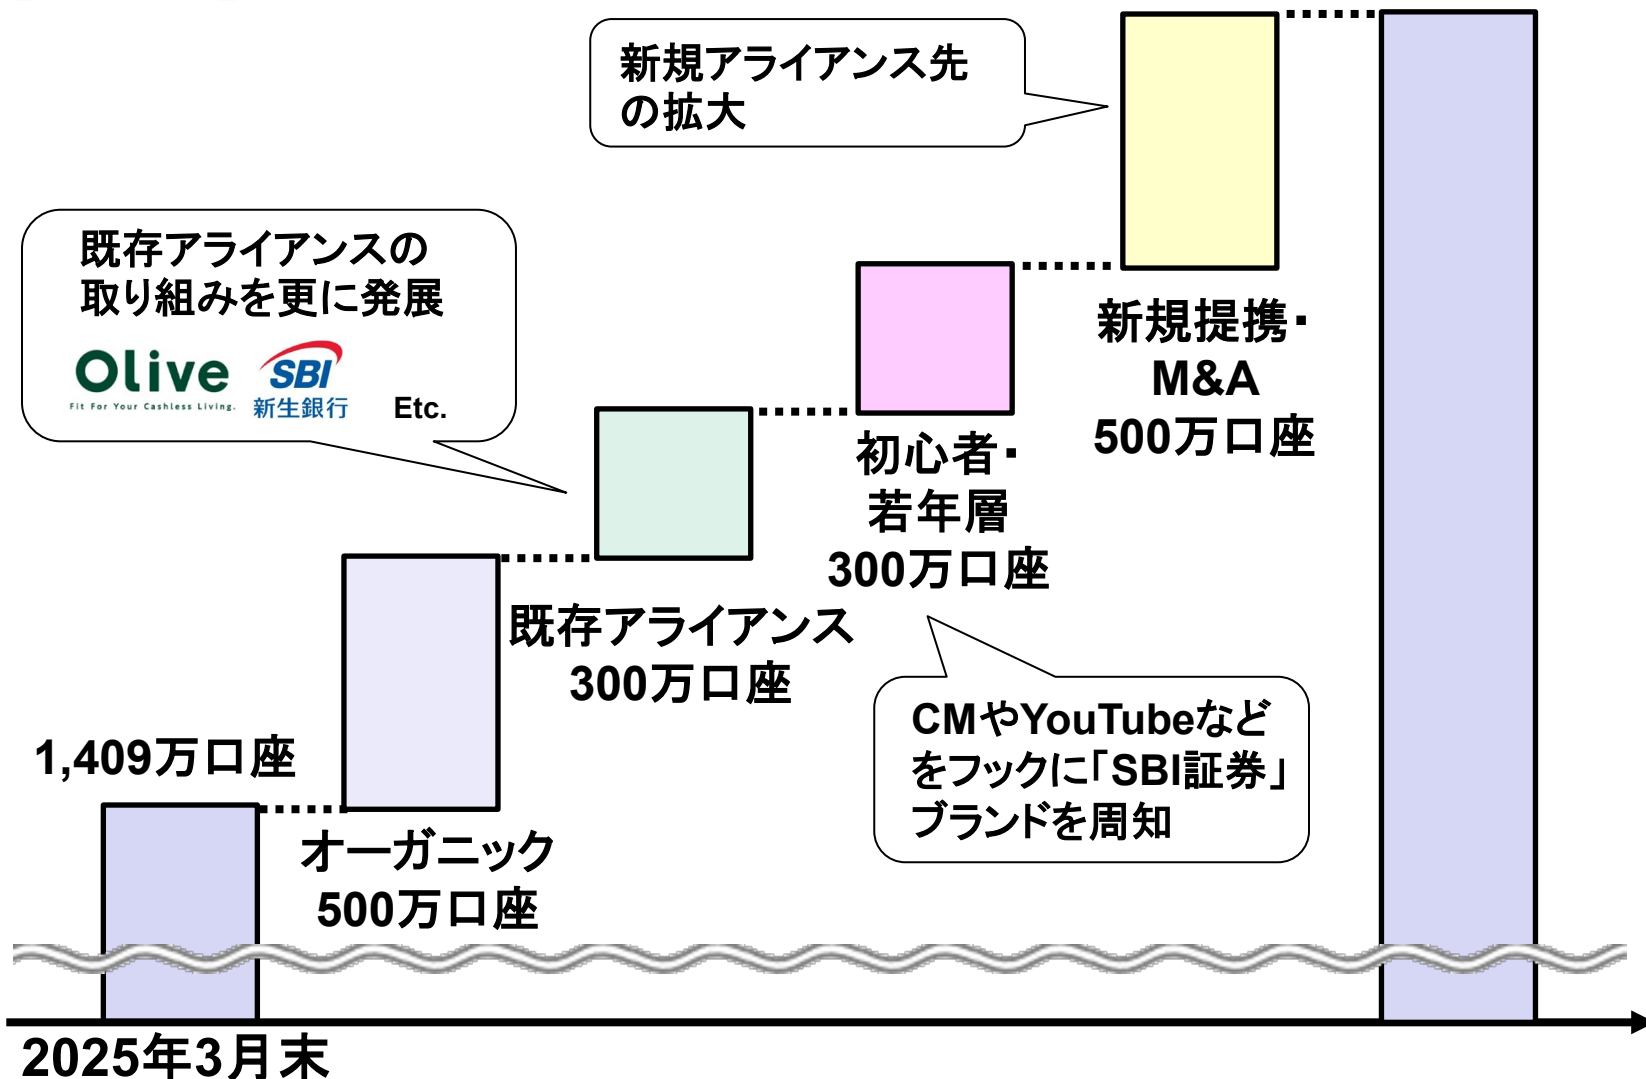 新規アライアンス先
の拡大
既存アライアンスの
取り組みを更に発展
Olive
Fit For Your Cashless Living.
SBI
新生銀行
Etc.
新規提携・
M&A
500万口座
初心者・
若年層
300万口座
既存アライアンス
300万口座
CMやYouTubeなど
をフックに「SBI証券」
ブランドを周知
1,409万口座
オーガニック
500万口座
2025年3月末